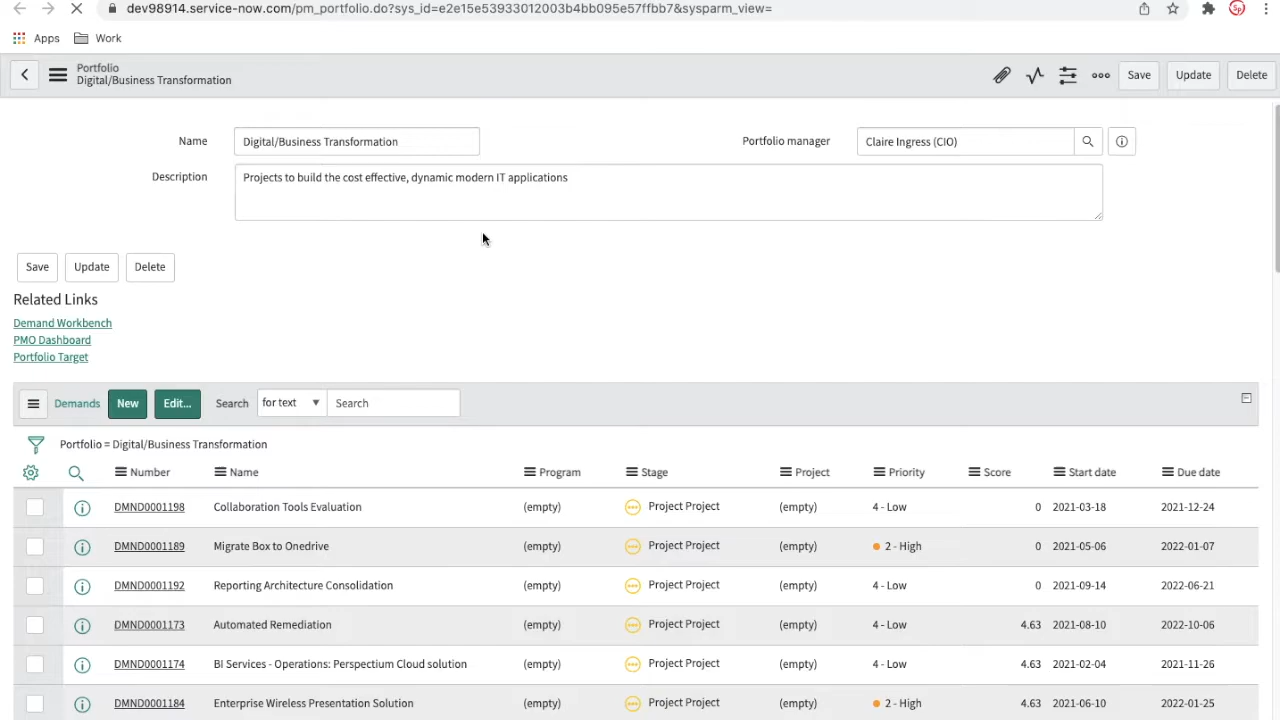 dev98914.service-now.com/pm_portfolio.do?sys_id=e2e15e53933012003b4bb095e57ffbb7&sysparm_view=
Sp
Apps Work
Portfolio
Digital/Business Transformation
Save Update Delete
Name Digital/Business Transformation Portfolio manager Claire Ingress (CIO)
Description Projects to build the cost effective, dynamic modern IT applications
Save Update Delete
Related Links
Demand Workbench
PMO Dashboard
Portfolio Target
Demands New Edit... Search for text Search
Portfolio = Digital/Business Transformation
Number Name Program Stage Project Priority Score Start date Due date
DMND0001198 Collaboration Tools Evaluation (empty) Project Project (empty) 4 - Low 0 2021-03-18 2021-12-24
DMND0001189 Migrate Box to Onedrive (empty) Project Project (empty) 2 - High 0 2021-05-06 2022-01-07
DMND0001192 Reporting Architecture Consolidation (empty) Project Project (empty) 4 - Low 0 2021-09-14 2022-06-21
DMND0001173 Automated Remediation (empty) Project Project (empty) 4 - Low 4.63 2021-08-10 2022-10-06
DMND0001174 BI Services - Operations: Perspectium Cloud solution (empty) Project Project (empty) 4 - Low 4.63 2021-02-04 2021-11-26
DMND0001184 Enterprise Wireless Presentation Solution (empty) Project Project (empty) 2 - High 4.63 2021-06-10 2022-01-25